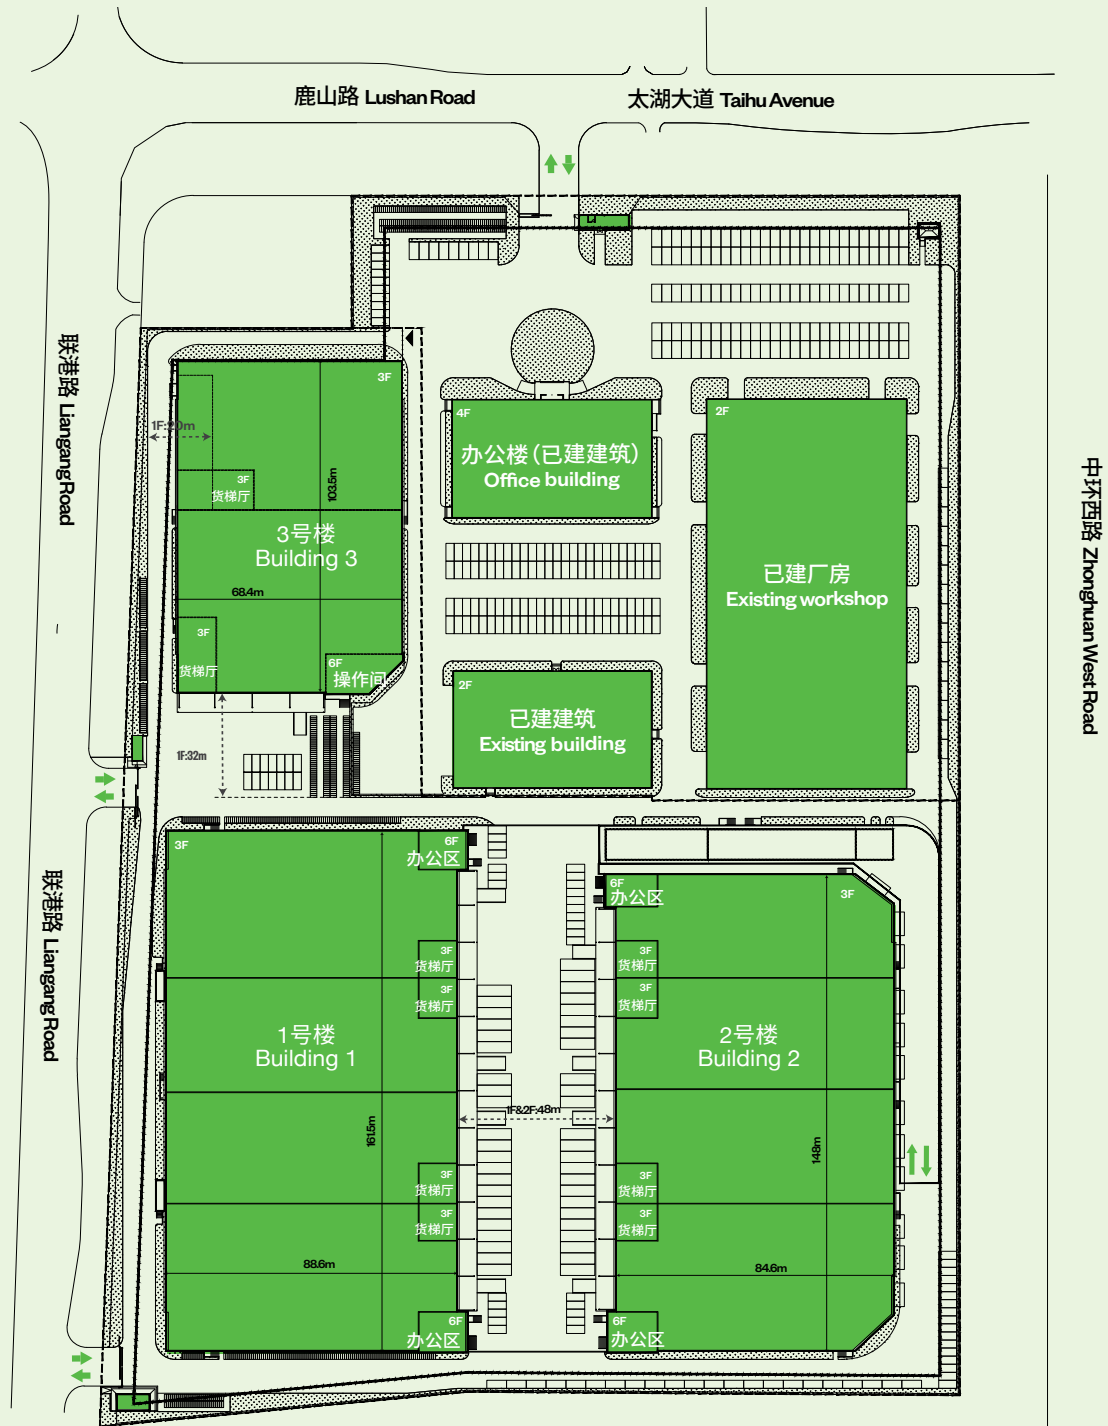 鹿山路 Lushan Road
太湖大道 Taihu Avenue
联港路 Liangang Road
中环西路 Zhonghuan West Road
3F
1F:20m
3F
货梯厅
103.5m
3号楼
Building 3
68.4m
3F
货梯厅
6F
操作间
1F:32m
4F
办公楼（已建建筑）
Office building
2F
已建厂房
Existing workshop
2F
已建建筑
Existing building
联港路 Liangang Road
3F
6F
办公区
3F
货梯厅
3F
货梯厅
1号楼
Building 1
161.5m
3F
货梯厅
3F
货梯厅
88.6m
6F
办公区
1F&2F:48m
6F
办公区
3F
3F
货梯厅
3F
货梯厅
2号楼
Building 2
148m
3F
货梯厅
3F
货梯厅
84.6m
6F
办公区